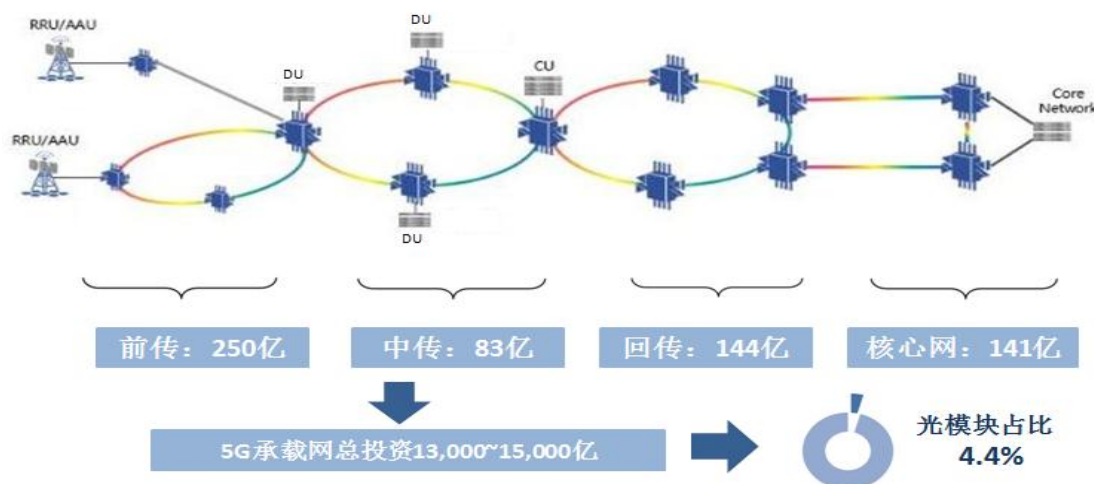 RRU/AAU
DU
DU
CU
Core
Network
RRU/AAU
DU
前传：250亿
中传：83亿
回传：144亿
核心网：141亿
5G承载网总投资13,000~15,000亿
光模块占比
4.4%